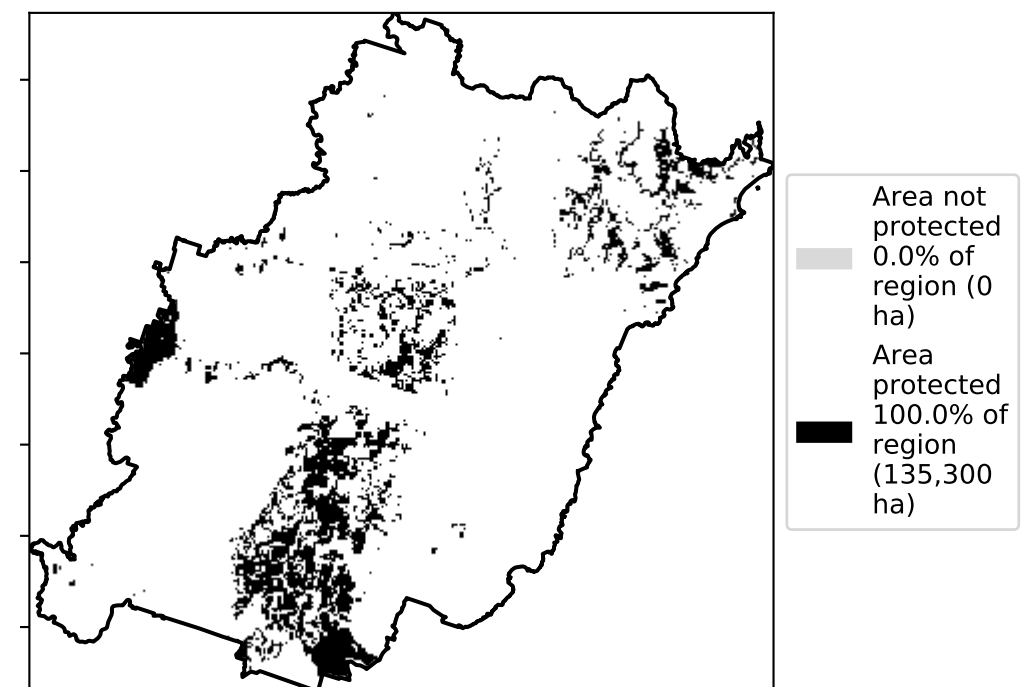 Area not
protected
0.0% of
region (0
ha)
Area
protected
100.0% of
region
(135,300
ha)